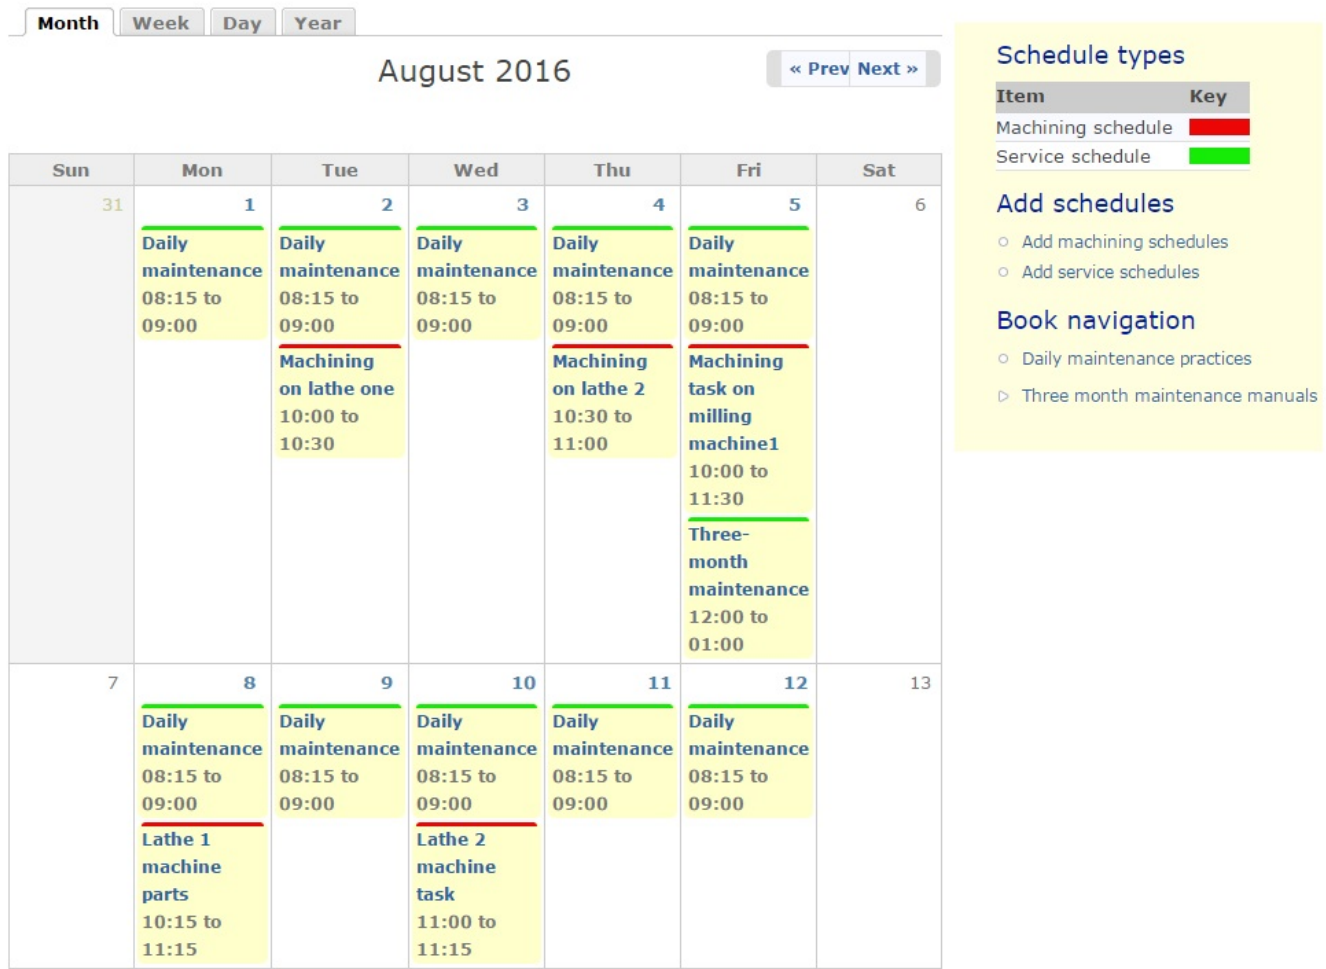 Month Week Day Year
August 2016
« Prev Next »
Sun Mon Tue Wed Thu Fri Sat
31 1 2 3 4 5 6
Daily
maintenance
08:15 to
09:00
Daily
maintenance
08:15 to
09:00
Machining
on lathe one
10:00 to
10:30
Daily
maintenance
08:15 to
09:00
Daily
maintenance
08:15 to
09:00
Machining
on lathe 2
10:30 to
11:00
Daily
maintenance
08:15 to
09:00
Machining
task on
milling
machine1
10:00 to
11:30
Three-
month
maintenance
12:00 to
01:00
7 8 9 10 11 12 13
Daily
maintenance
08:15 to
09:00
Lathe 1
machine
parts
10:15 to
11:15
Daily
maintenance
08:15 to
09:00
Daily
maintenance
08:15 to
09:00
Lathe 2
machine
task
11:00 to
11:15
Daily
maintenance
08:15 to
09:00
Daily
maintenance
08:15 to
09:00
Schedule types
Item Key
Machining schedule
Service schedule
Add schedules
Add machining schedules
Add service schedules
Book navigation
Daily maintenance practices
Three month maintenance manuals